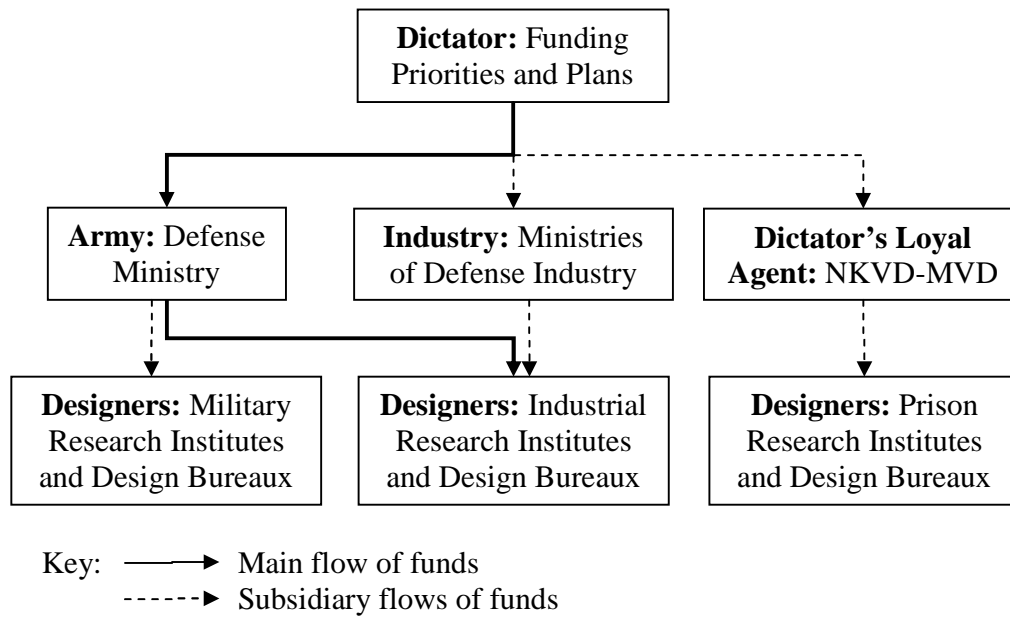 Dictator: Funding
Priorities and Plans
Army: Defense
Ministry
Industry: Ministries
of Defense Industry
Dictator’s Loyal
Agent: NKVD-MVD
Designers: Military
Research Institutes
and Design Bureaux
Designers: Industrial
Research Institutes
and Design Bureaux
Designers: Prison
Research Institutes
and Design Bureaux
Key:
Main flow of funds
Subsidiary flows of funds